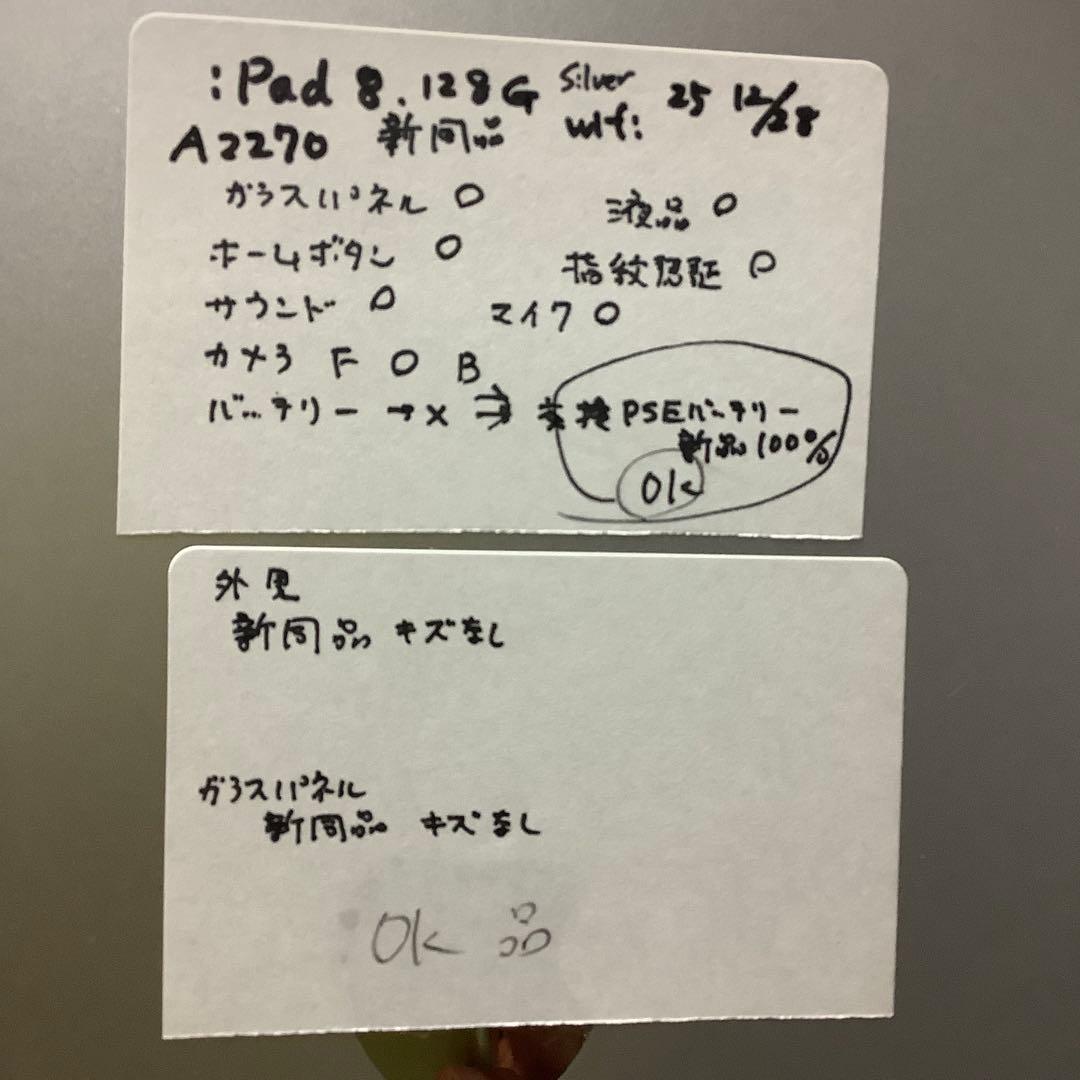 iPad 8. 128G Silver wifi 25 12/28
A2270 新同品
ガラスパネル ○ 液晶 ○
ホームボタン ○ 指紋認証 ○
サウンド ○ マイク ○
カメラ F ○ B
バッテリー →× ⇒ 交換 PSEバッテリー
新品100%
OK
外見
新同品 キズなし
ガラスパネル
新同品 キズなし
OK 品